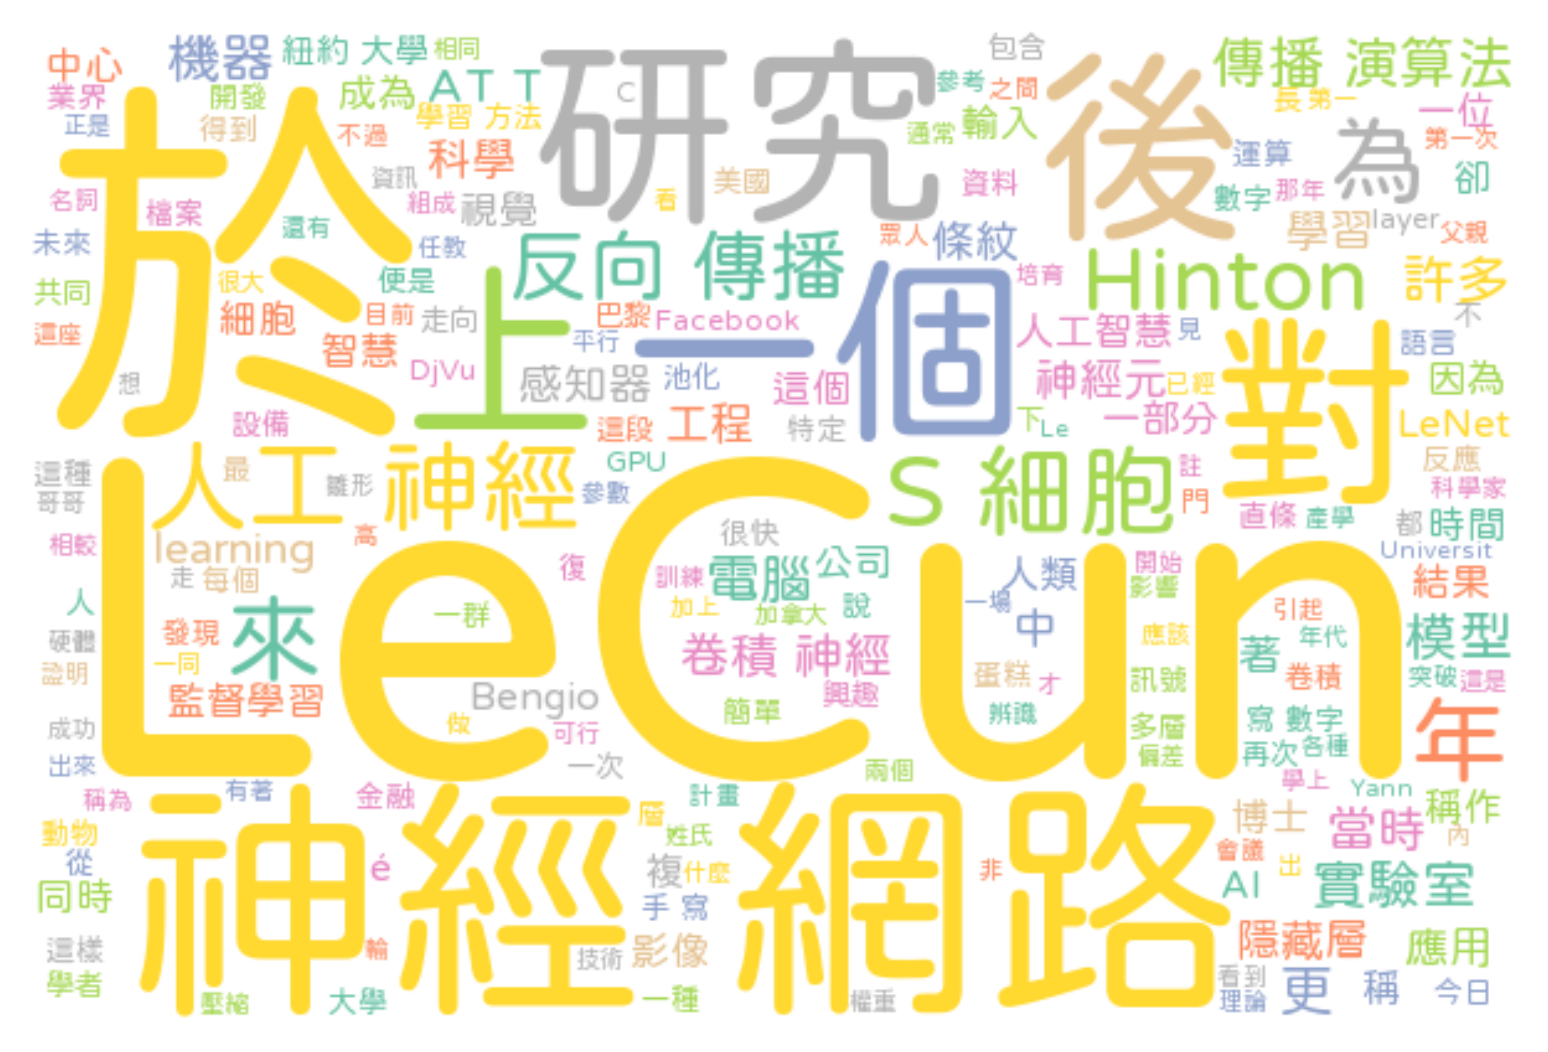 中心 機器 紐約 大學 相同 研究 包含 後 傳播 演算法
業界 開發 成為 AT T C 參考 之間 長 第一 一位
正是 得到 不過 學習 方法 通常 輸入 運算 為 第一次
於 科學 資訊 美國 資料 數字 那年 卻
名詞 檔案 還有 組成 視覺 看 眾人 條紋 學習 layer 父親
未來 任教 反向 傳播 培育 Hinton 許多
共同 很大 便是 上 一個 不
這座 細胞 目前 走向 巴黎 Facebook 人工智慧 見 對 語言
智慧 平行
想 DjVu 感知器 池化 這個 神經元 已經 因為
設備 這段 工程 特定 下 Le 一部分 LeNet
這種 人工 神經 最 雛形 GPU 參數 S 細胞 註 反應
哥哥 門 直條 產學 科學家
相較 learning 高 LeCun 很快 都 時間
走 每個 復 訓練 電腦 公司 人類 開始 Universit
人 一群 加上 加拿大 說 一場 影響 結果
硬體 發現 來 卷積 神經 中 應該 引起 年代 模型
證明 一同 蛋糕 才 訊號 著 卷積 突破 這是
監督學習 Bengio 興趣
成功 做 可行 簡單 辨識 多層 寫 數字 年
出來 一次 兩個 偏差 再次 各種
稱為 有著 金融 計畫 學上 Yann
動物 神經 網路 層 姓氏 博士 當時 稱作
從 é 複 什麼 非 會議 出 內
同時 手 寫 AI 實驗室
這樣 輪 技術 影像 隱藏層 應用
學者 壓縮 大學 一種 權重 看到 理論 更 稱 今日